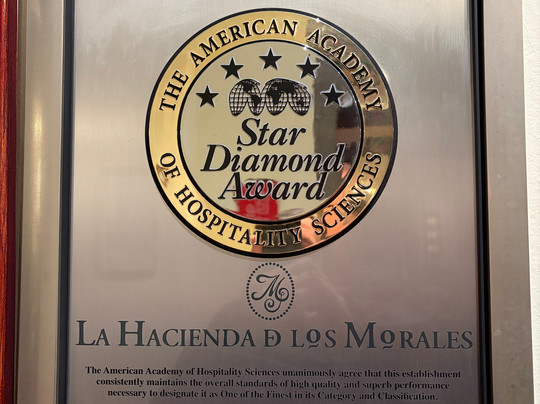 THE AMERICAN ACADEMY
OF HOSPITALITY SCIENCES
Star
Diamond
Award
M
LA HACIENDA D LOS MORALES
The American Academy of Hospitality Sciences unanimously agree that this establishment
consistently maintains the overall standards of high quality and superb performance
necessary to designate it as One of the Finest in its Category and Classification.